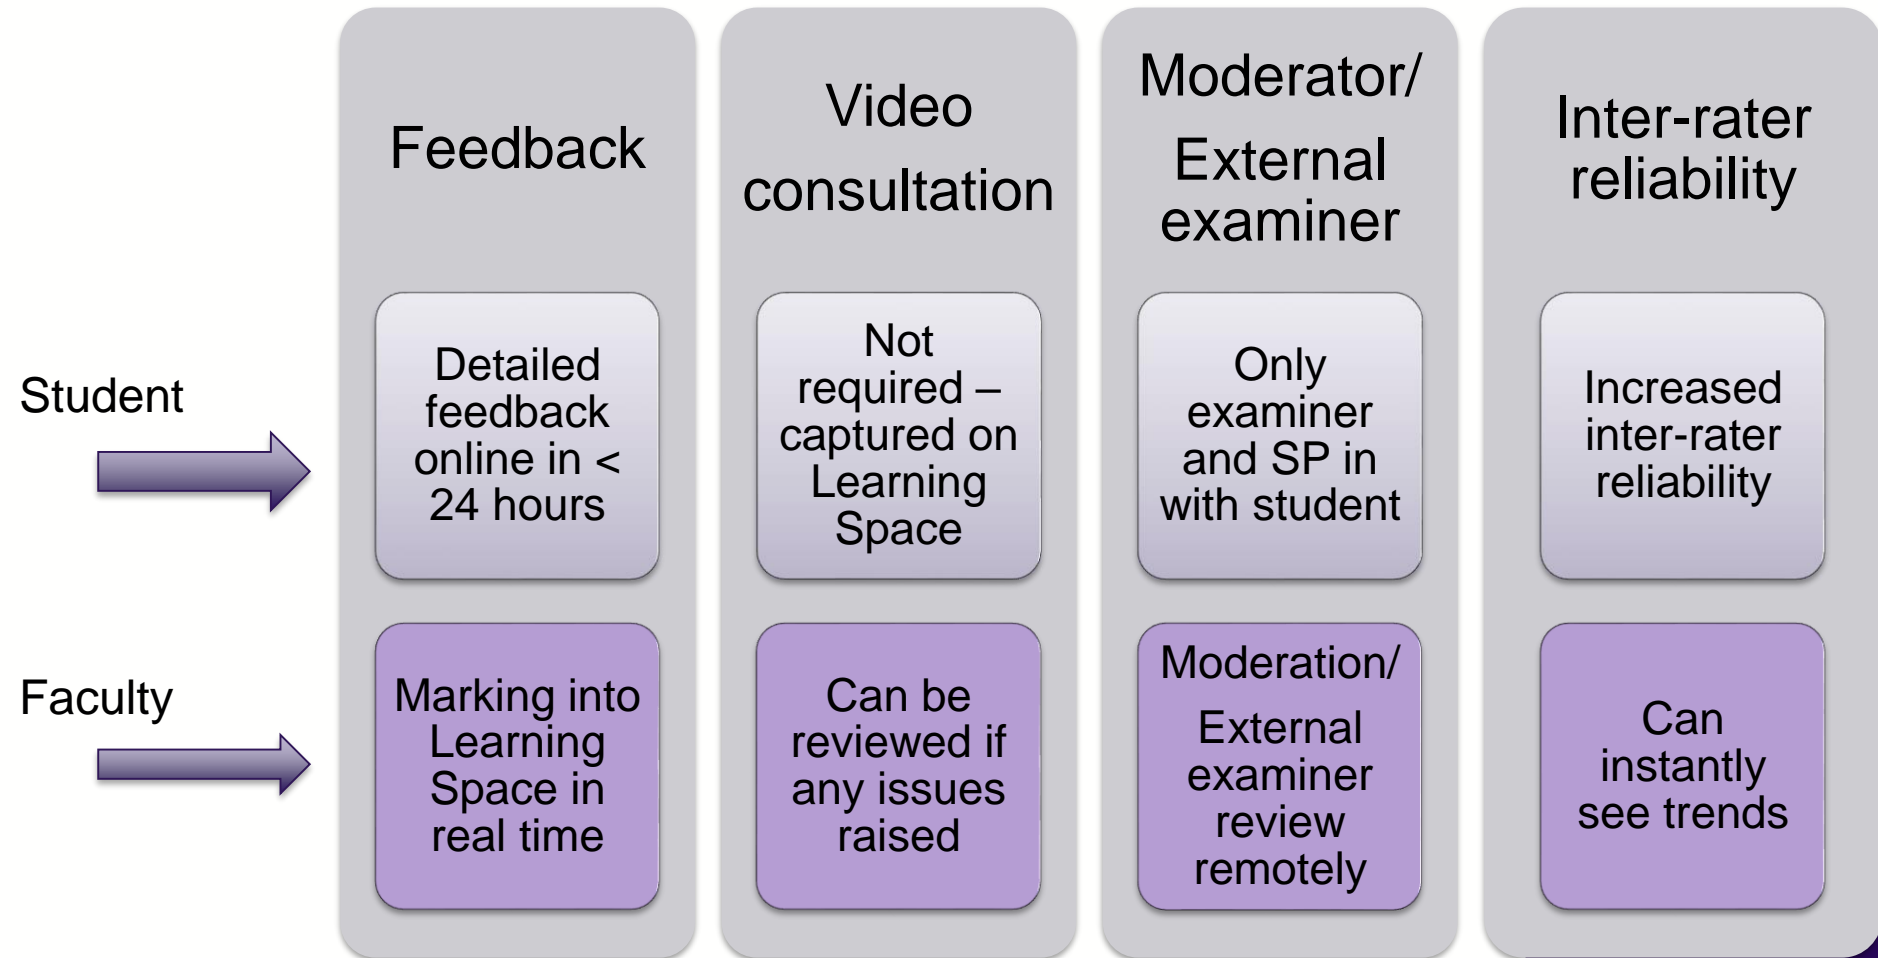 Feedback
Video
consultation
Moderator/
External
examiner
Inter-rater
reliability
Student
Detailed
feedback
online in <
24 hours
Not
required –
captured on
Learning
Space
Only
examiner
and SP in
with student
Increased
inter-rater
reliability
Faculty
Marking into
Learning
Space in
real time
Can be
reviewed if
any issues
raised
Moderation/
External
examiner
review
remotely
Can
instantly
see trends